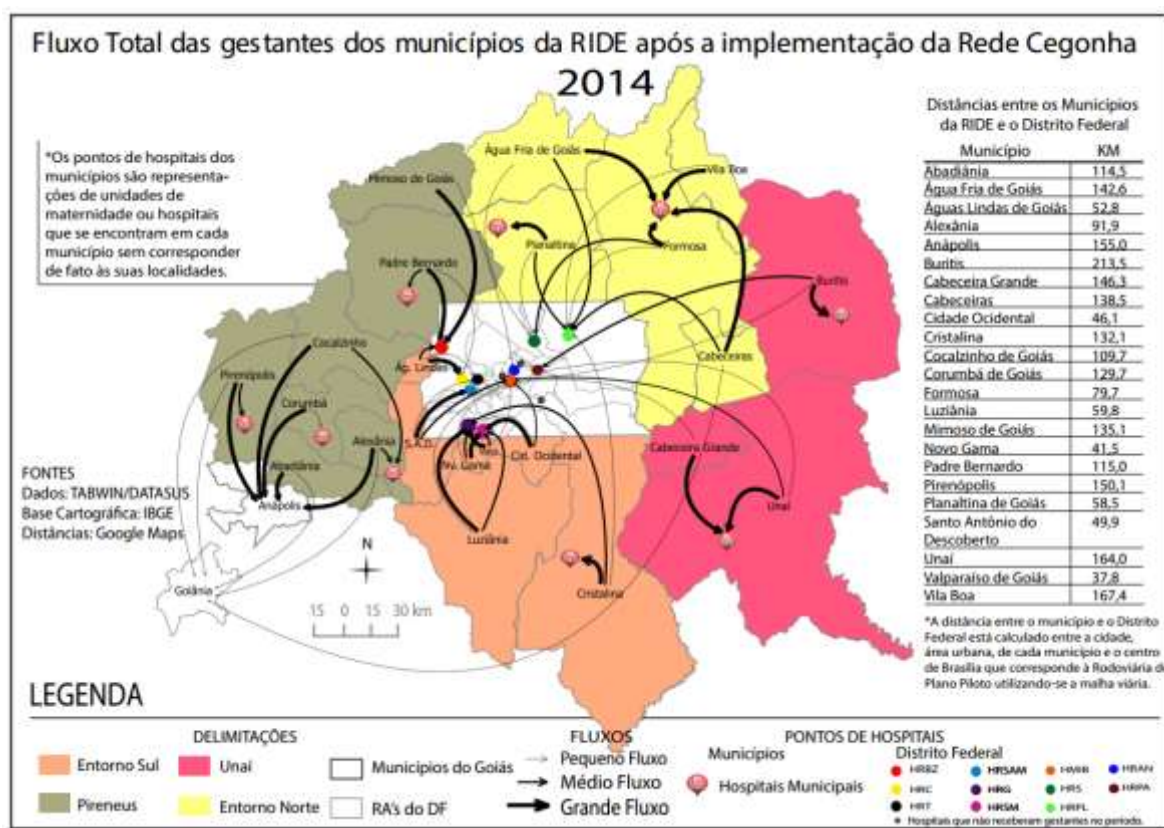 Fluxo Total das gestantes dos municípios da RIDE após a implementação da Rede Cegonha
2014
*Os pontos de hospitais dos
municípios são representa-
ções de unidades de
maternidade ou hospitais
que se encontram em cada
município sem corresponder
de fato às suas localidades.
Distâncias entre os Municípios
da RIDE e o Distrito Federal
Município KM
Abadiânia 114,5
Água Fria de Goiás 142,6
Águas Lindas de Goiás 52,8
Alexânia 91,9
Anápolis 155,0
Buritis 213,5
Cabeceira Grande 146,3
Cabeceiras 138,5
Cidade Ocidental 46,1
Cristalina 132,1
Cocalzinho de Goiás 109,7
Corumbá de Goiás 129,7
Formosa 79,7
Luziânia 59,8
Mimoso de Goiás 135,1
Novo Gama 41,5
Padre Bernardo 115,0
Pirenópolis 150,1
Planaltina de Goiás 58,5
Santo Antônio do 49,9
Descoberto
Unaí 164,0
Valparaíso de Goiás 37,8
Vila Boa 167,4
*A distância entre o município e o Distrito
Federal está calculado entre a cidade,
área urbana, de cada município e o centro
de Brasília que corresponde à Rodoviária do
Plano Piloto utilizando-se a malha viária.
Água Fria de Goiás
Vila Boa
Mimoso de Goiás
Planaltina
Formosa
Padre Bernardo
Buritis
Cocalzinho
Ág. Lindas
Cabeceiras
Pirenópolis
Corumbá
Alexânia
S.A.D.
Cabeceira Grande
Abadiânia
Nv. Gama
Cid. Ocidental
Anápolis
Unaí
Luziânia
Goiânia
Cristalina
FONTES
Dados: TABWIN/DATASUS
Base Cartográfica: IBGE
Distâncias: Google Maps
N
15 0 15 30 km
LEGENDA
DELIMITAÇÕES
Entorno Sul
Unaí
Municípios do Goiás
Pireneus
Entorno Norte
RA's do DF
FLUXOS
Pequeno Fluxo
Médio Fluxo
Grande Fluxo
PONTOS DE HOSPITAIS
Municípios
Hospitais Municipais
Distrito Federal
HRBZ HRSAM HMIB HRAN
HRC HRG HRS HRPA
HRT HRSM HRPL
* Hospitais que não receberam gestantes no período.